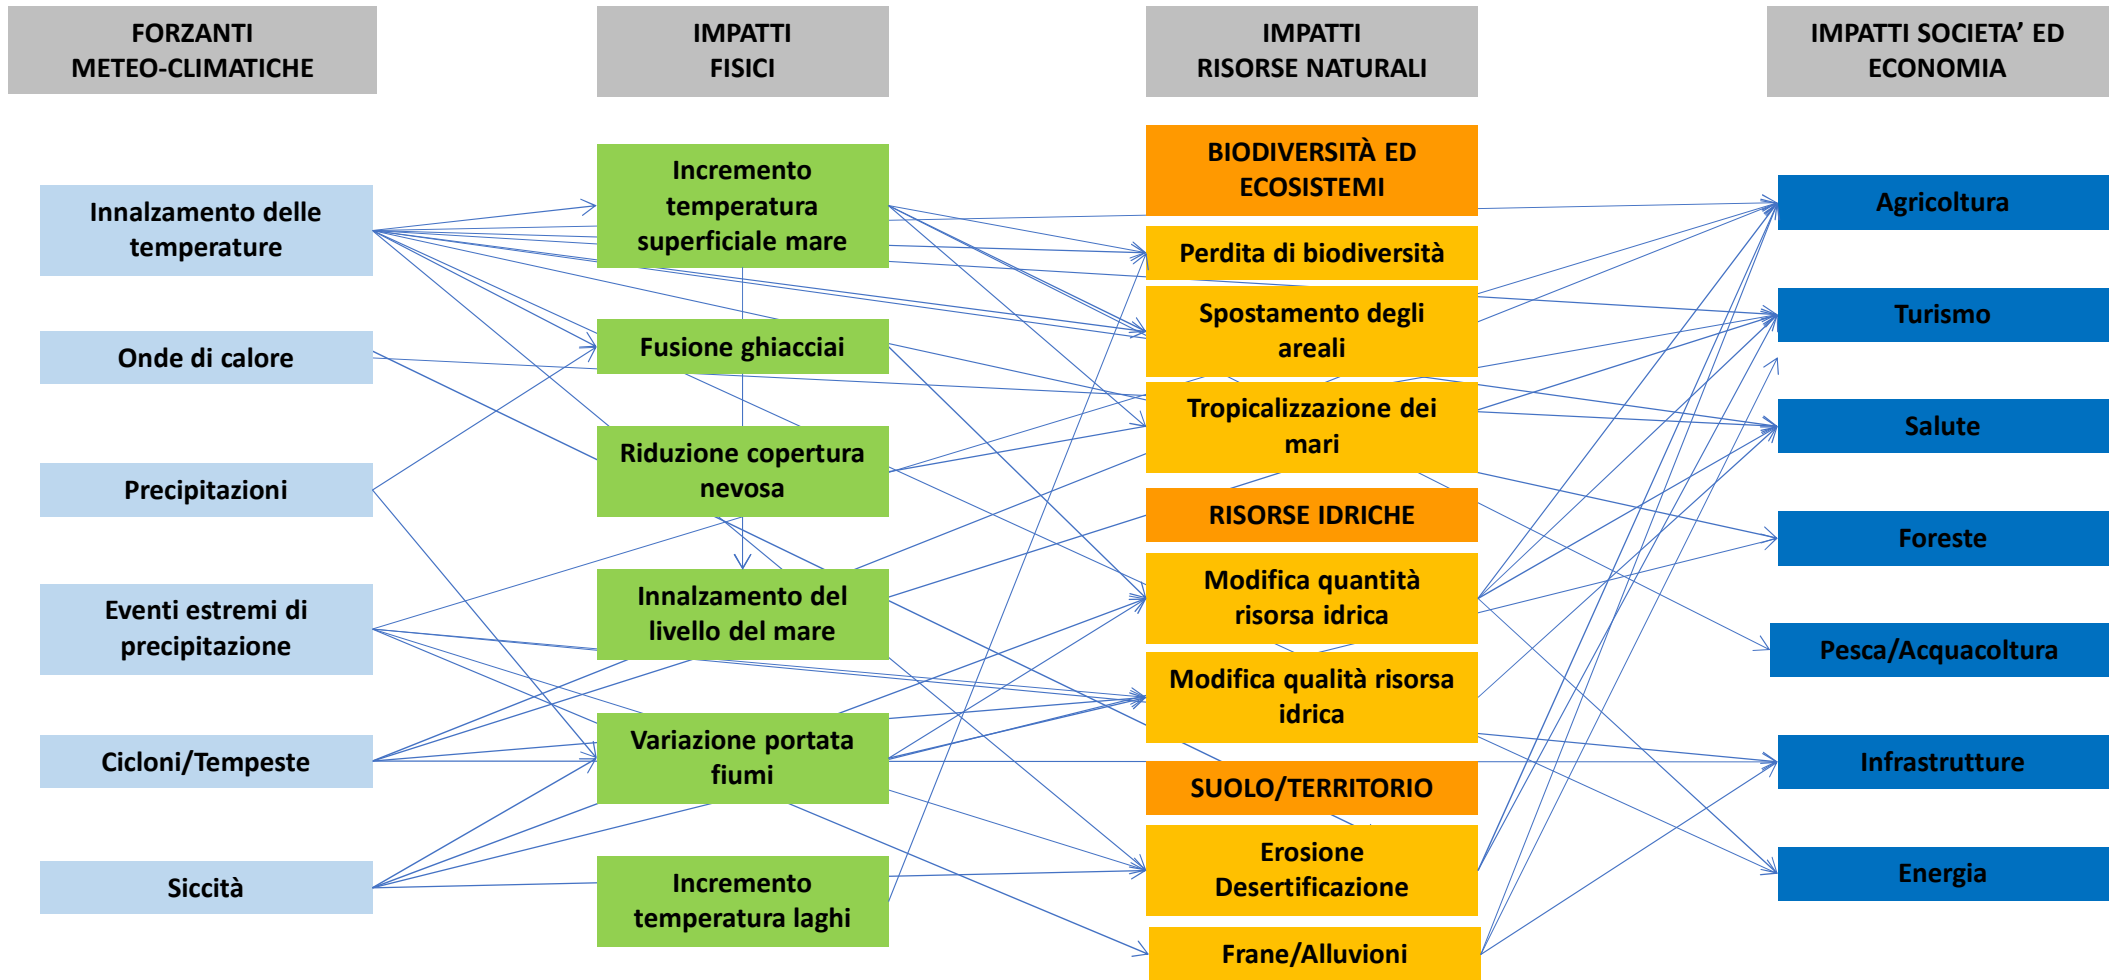 FORZANTI
METEO-CLIMATICHE
IMPATTI
FISICI
IMPATTI
RISORSE NATURALI
IMPATTI SOCIETA’ ED
ECONOMIA
Innalzamento delle
temperature
Onde di calore
Precipitazioni
Eventi estremi di
precipitazione
Cicloni/Tempeste
Siccità
Incremento
temperatura
superficiale mare
Fusione ghiacciai
Riduzione copertura
nevosa
Innalzamento del
livello del mare
Variazione portata
fiumi
Incremento
temperatura laghi
BIODIVERSITÀ ED
ECOSISTEMI
Perdita di biodiversità
Spostamento degli
areali
Tropicalizzazione dei
mari
RISORSE IDRICHE
Modifica quantità
risorsa idrica
Modifica qualità risorsa
idrica
SUOLO/TERRITORIO
Erosione
Desertificazione
Frane/Alluvioni
Agricoltura
Turismo
Salute
Foreste
Pesca/Acquacoltura
Infrastrutture
Energia